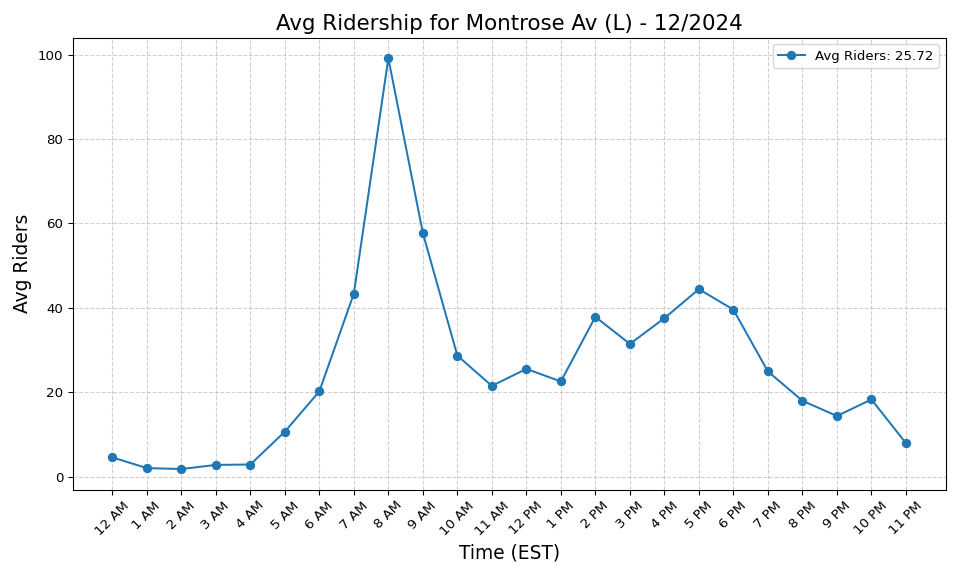 Avg Ridership for Montrose Av (L) - 12/2024
Avg Riders: 25.72
Avg Riders
100
80
60
40
20
0
12 AM 1 AM 2 AM 3 AM 4 AM 5 AM 6 AM 7 AM 8 AM 9 AM 10 AM 11 AM 12 PM 1 PM 2 PM 3 PM 4 PM 5 PM 6 PM 7 PM 8 PM 9 PM 10 PM 11 PM
Time (EST)